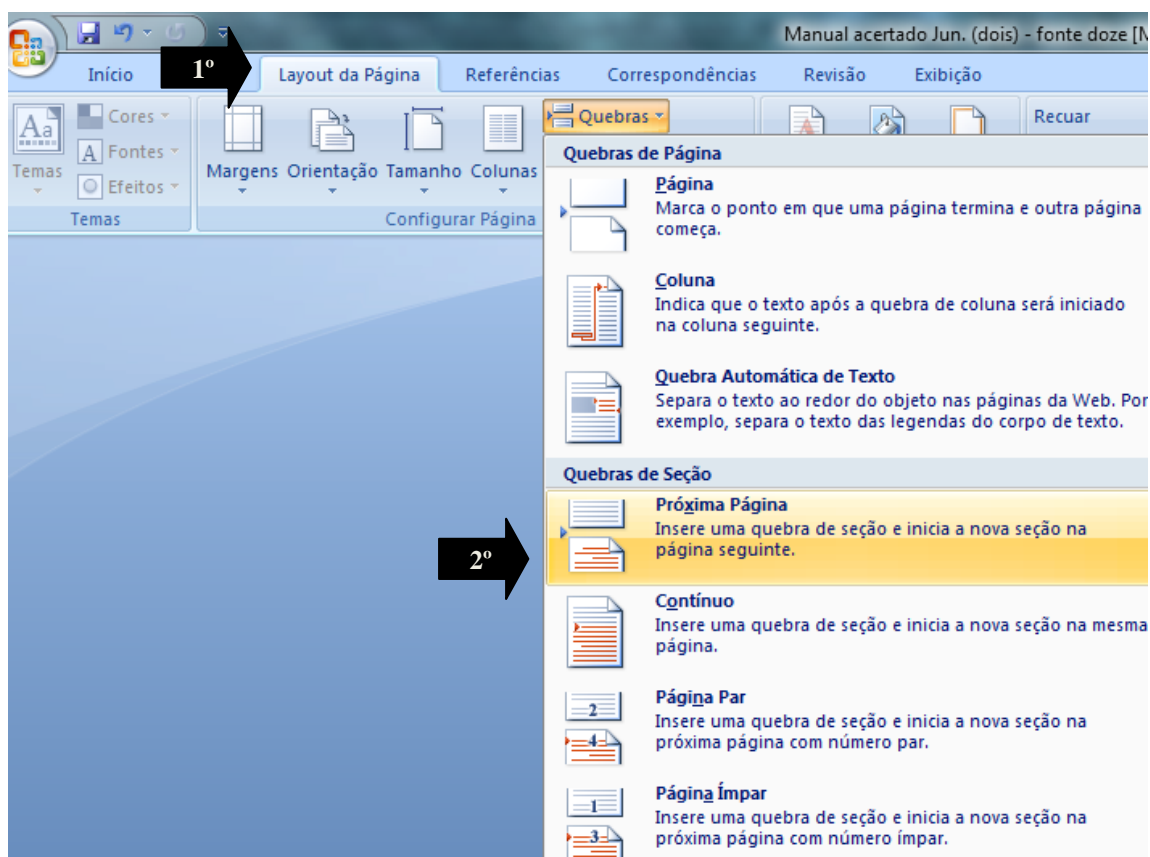 Manual acertado Jun. (dois) - fonte doze [M
Início
1º
Layout da Página
Referências
Correspondências
Revisão
Exibição
Temas
Cores
Fontes
Efeitos
Temas
Margens
Orientação
Tamanho
Colunas
Configurar Página
Quebras
Recuar
Quebras de Página
Página
Marca o ponto em que uma página termina e outra página
começa.
Coluna
Indica que o texto após a quebra de coluna será iniciado
na coluna seguinte.
Quebra Automática de Texto
Separa o texto ao redor do objeto nas páginas da Web. Por
exemplo, separa o texto das legendas do corpo de texto.
Quebras de Seção
2º
Próxima Página
Insere uma quebra de seção e inicia a nova seção na
página seguinte.
Contínuo
Insere uma quebra de seção e inicia a nova seção na mesma
página.
2
4
Página Par
Insere uma quebra de seção e inicia a nova seção na
próxima página com número par.
1
3
Página Ímpar
Insere uma quebra de seção e inicia a nova seção na
próxima página com número ímpar.